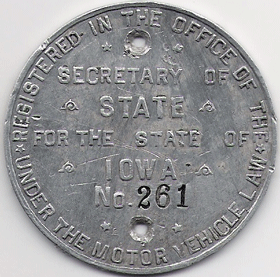 REGISTERED IN THE OFFICE OF THE
SECRETARY OF
STATE
FOR THE STATE OF
IOWA
No. 261
UNDER THE MOTOR VEHICLE LAW